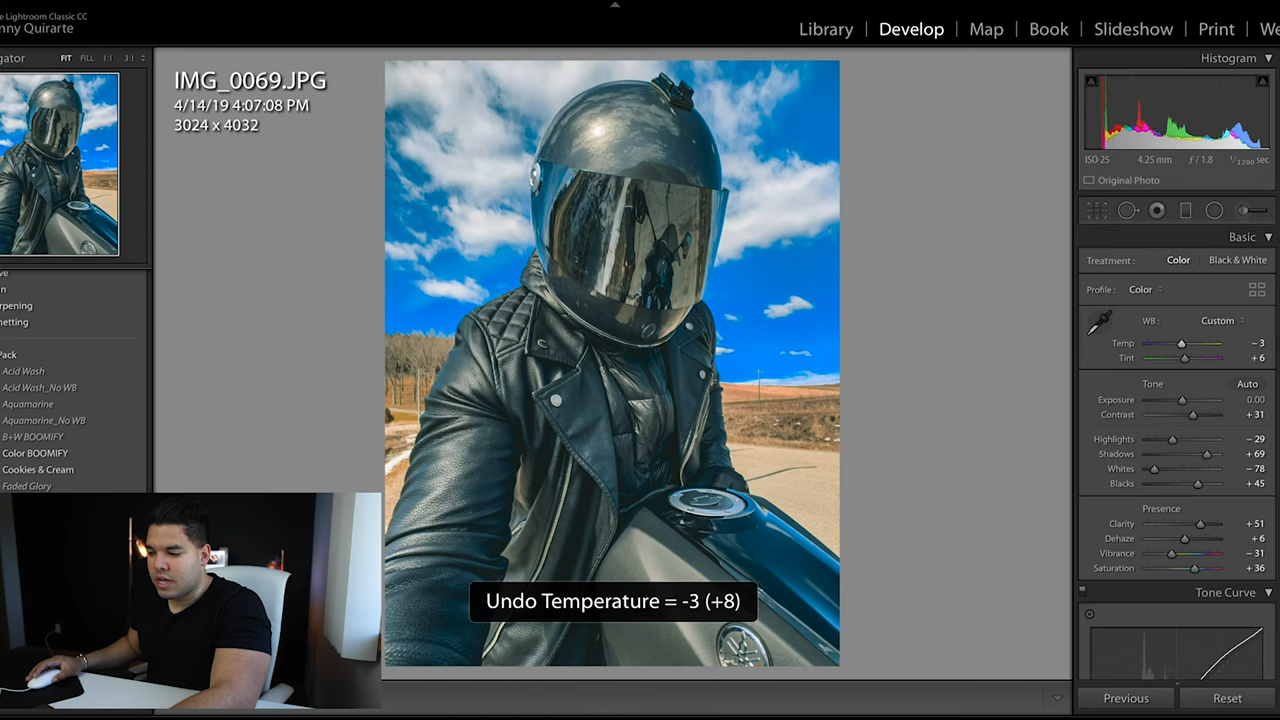 e Lightroom Classic CC
nny Quirarte
Library | Develop | Map | Book | Slideshow | Print | We
gator FIT FILL 1:1 3:1
IMG_0069.JPG
4/14/19 4:07:08 PM
3024 x 4032
Histogram
ISO 25 4.25 mm ƒ / 1.8 1/1200 sec
Original Photo
Basic
Treatment : Color Black & White
Profile : Color
WB : Custom
Temp - 3
Tint + 6
Tone Auto
Exposure 0.00
Contrast + 31
Highlights - 29
Shadows + 69
Whites - 78
Blacks + 45
Presence
Clarity + 51
Dehaze + 6
Vibrance - 31
Saturation + 36
Tone Curve
Previous Reset
ve
n
rpening
netting
Pack
Acid Wash
Acid Wash_No WB
Aquamarine
Aquamarine_No WB
B+W BOOMIFY
Color BOOMIFY
Cookies & Cream
Faded Glory
Undo Temperature = -3 (+8)